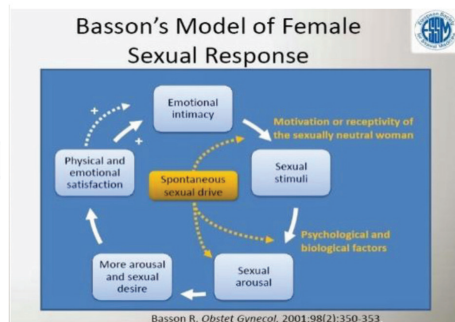 Basson's Model of Female
Sexual Response
ESSM
Emotional
intimacy
Motivation or receptivity of
the sexually neutral woman
Physical and
emotional
satisfaction
Spontaneous
sexual drive
Sexual
stimuli
Psychological and
biological factors
More arousal
and sexual
desire
Sexual
arousal
+
+
Basson R. Obstet Gynecol. 2001;98(2):350-353